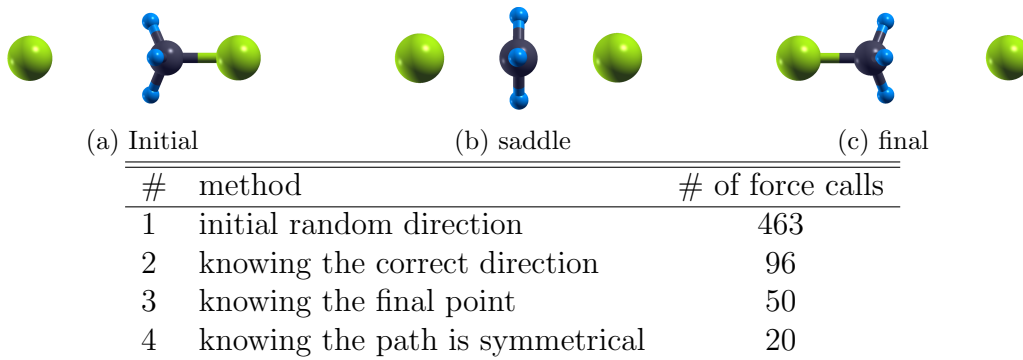 (a) Initial (b) saddle (c) final
# method # of force calls
1 initial random direction 463
2 knowing the correct direction 96
3 knowing the final point 50
4 knowing the path is symmetrical 20